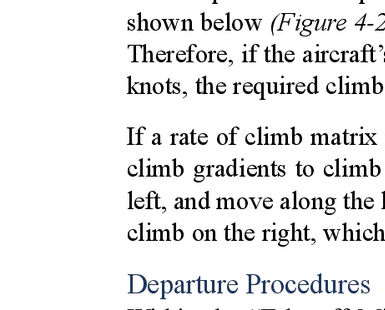 shown below (Figure 4-2
Therefore, if the aircraft's
knots, the required climb
If a rate of climb matrix
climb gradients to climb
left, and move along the
climb on the right, which
Departure Procedures